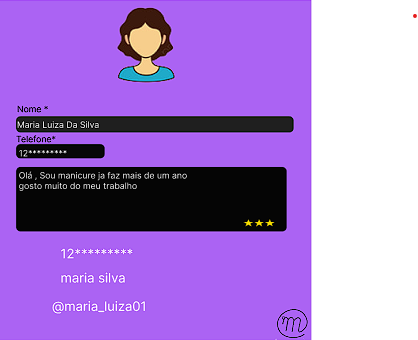 Nome *
Maria Luiza Da Silva
Telefone*
12*********
Olá , Sou manicure ja faz mais de um ano
gosto muito do meu trabalho
12*********
maria silva
@maria_luiza01
m